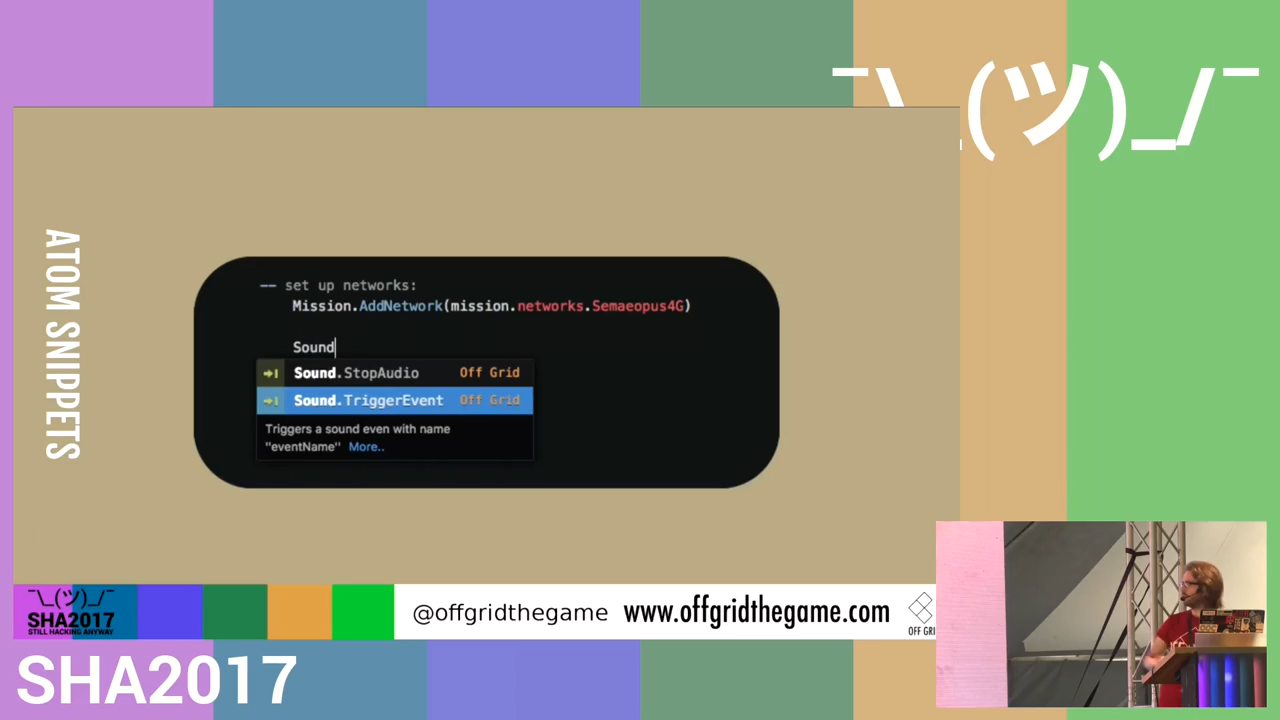 ¯\_(ツ)_/¯
ATOM SNIPPETS
-- set up networks:
Mission.AddNetwork(mission.networks.Semaeopus4G)
Sound
Sound.StopAudio Off Grid
Sound.TriggerEvent Off Grid
Triggers a sound even with name
"eventName" More..
¯\_(ツ)_/¯
SHA2017
STILL HACKING ANYWAY
@offgridthegame www.offgridthegame.com
OFF GRI
SHA2017